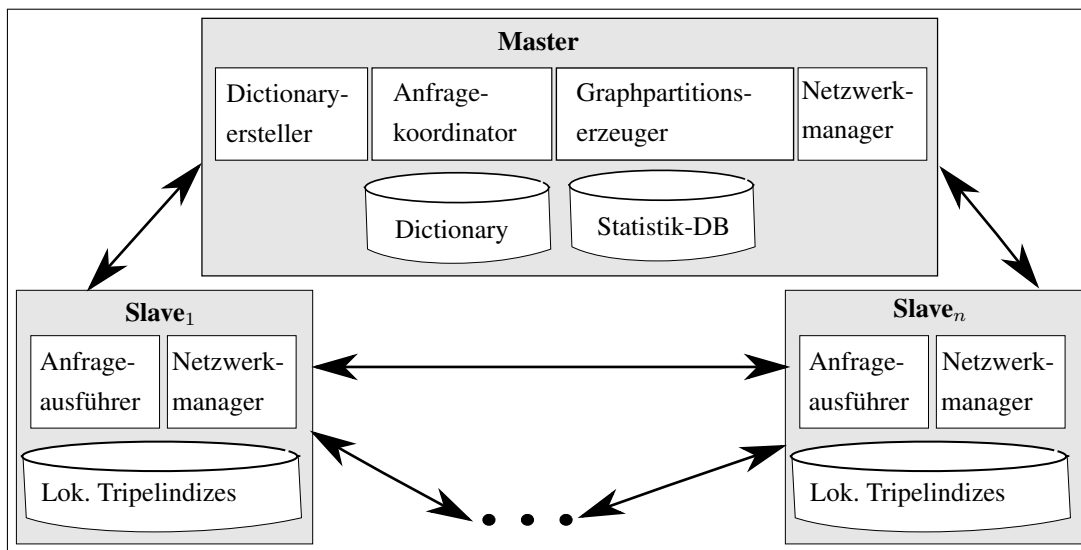 Master
Dictionary-
ersteller
Anfrage-
koordinator
Graphpartitions-
erzeuger
Netzwerk-
manager
Dictionary
Statistik-DB
Slave₁
Anfrage-
ausführer
Netzwerk-
manager
Lok. Tripelindizes
Slaveₙ
Anfrage-
ausführer
Netzwerk-
manager
Lok. Tripelindizes